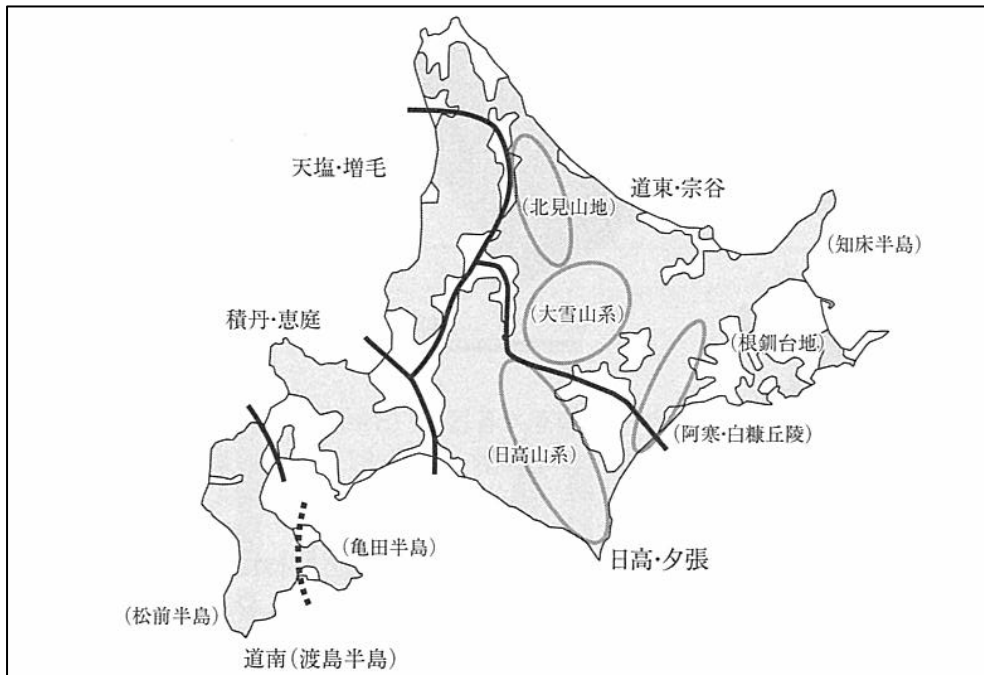 天塩・増毛
道東・宗谷
(北見山地)
(知床半島)
(大雪山系)
積丹・恵庭
(根釧台地)
(阿寒・白糠丘陵)
(日高山系)
(亀田半島)
日高・夕張
(松前半島)
道南(渡島半島)